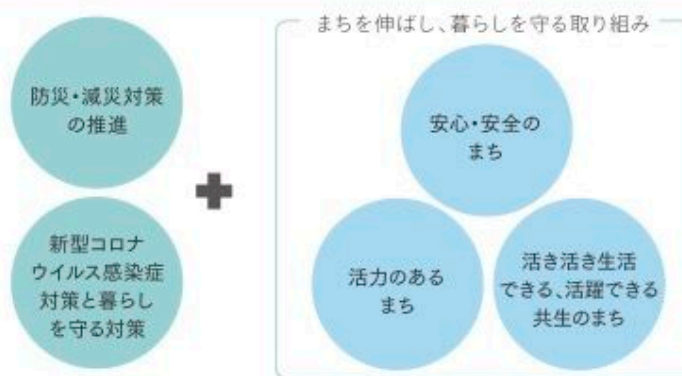 まちを伸ばし、暮らしを守る取り組み
防災・減災対策
の推進
新型コロナ
ウイルス感染症
対策と暮らし
を守る対策
安心・安全の
まち
活力のある
まち
活き活き生活
できる、活躍できる
共生のまち